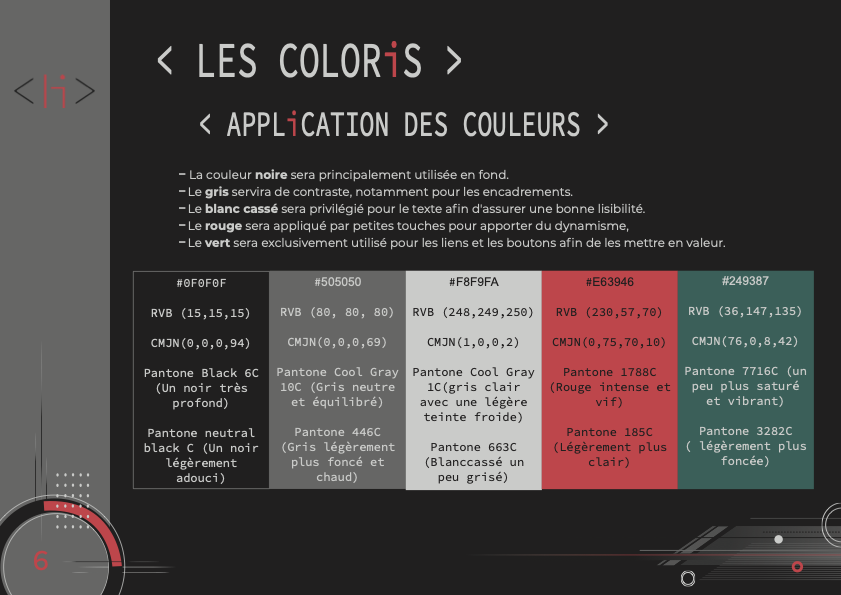 < LES COLORiS >
<Hi>
< APPLiCATION DES COULEURS >
– La couleur noire sera principalement utilisée en fond.
– Le gris servira de contraste, notamment pour les encadrements.
– Le blanc cassé sera privilégié pour le texte afin d'assurer une bonne lisibilité.
– Le rouge sera appliqué par petites touches pour apporter du dynamisme,
– Le vert sera exclusivement utilisé pour les liens et les boutons afin de les mettre en valeur.
#0F0F0F
RVB (15,15,15)
CMJN(0,0,0,94)
Pantone Black 6C
(Un noir très
profond)
Pantone neutral
black C (Un noir
légèrement
adouci)
#505050
RVB (80, 80, 80)
CMJN(0,0,0,69)
Pantone Cool Gray
10C (Gris neutre
et équilibré)
Pantone 446C
(Gris légèrement
plus foncé et
chaud)
#F8F9FA
RVB (248,249,250)
CMJN(1,0,0,2)
Pantone Cool Gray
1C(gris clair
avec une légère
teinte froide)
Pantone 663C
(Blanccassé un
peu grisé)
#E63946
RVB (230,57,70)
CMJN(0,75,70,10)
Pantone 1788C
(Rouge intense et
vif)
Pantone 185C
(Légèrement plus
clair)
#249387
RVB (36,147,135)
CMJN(76,0,8,42)
Pantone 7716C (un
peu plus saturé
et vibrant)
Pantone 3282C
( légèrement plus
foncée)
6